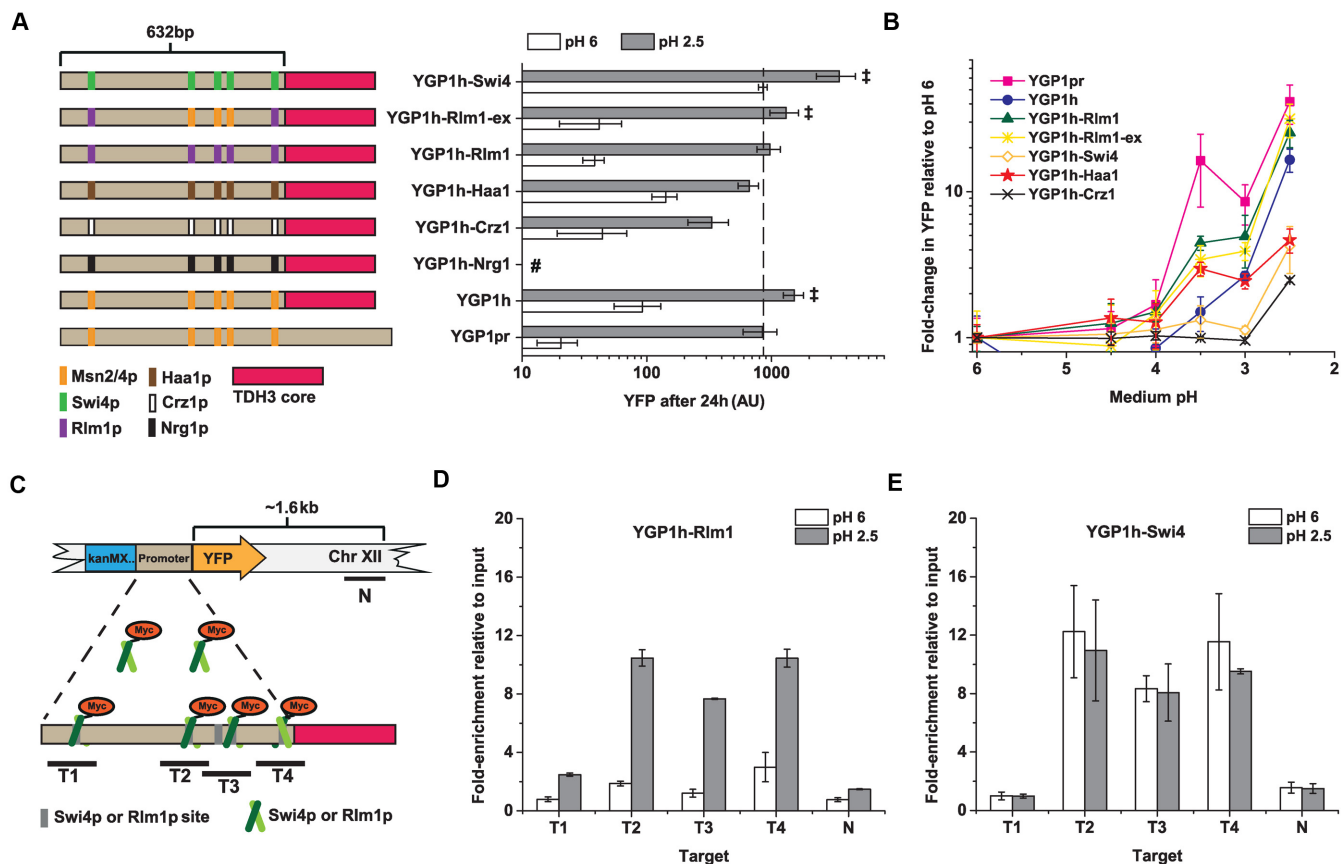 A
632bp
pH 6
pH 2.5
YGP1h-Swi4
‡
YGP1h-Rlm1-ex
‡
YGP1h-Rlm1
YGP1h-Haa1
YGP1h-Crz1
YGP1h-Nrg1
#
YGP1h
‡
YGP1pr
10
100
1000
YFP after 24h (AU)
Msn2/4p
Swi4p
Rlm1p
Haa1p
Crz1p
Nrg1p
TDH3 core
B
Fold-change in YFP relative to pH 6
10
1
YGP1pr
YGP1h
YGP1h-Rlm1
YGP1h-Rlm1-ex
YGP1h-Swi4
YGP1h-Haa1
YGP1h-Crz1
6
5
4
3
2
Medium pH
C
~1.6kb
kanMX..
Promoter
YFP
Chr XII
N
Myc
Myc
Myc
Myc
Myc
Myc
T1
T2
T3
T4
Swi4p or Rlm1p site
Swi4p or Rlm1p
D
Fold-enrichment relative to input
20
16
12
8
4
0
YGP1h-Rlm1
pH 6
pH 2.5
T1
T2
T3
T4
N
Target
E
Fold-enrichment relative to input
20
16
12
8
4
0
YGP1h-Swi4
pH 6
pH 2.5
T1
T2
T3
T4
N
Target